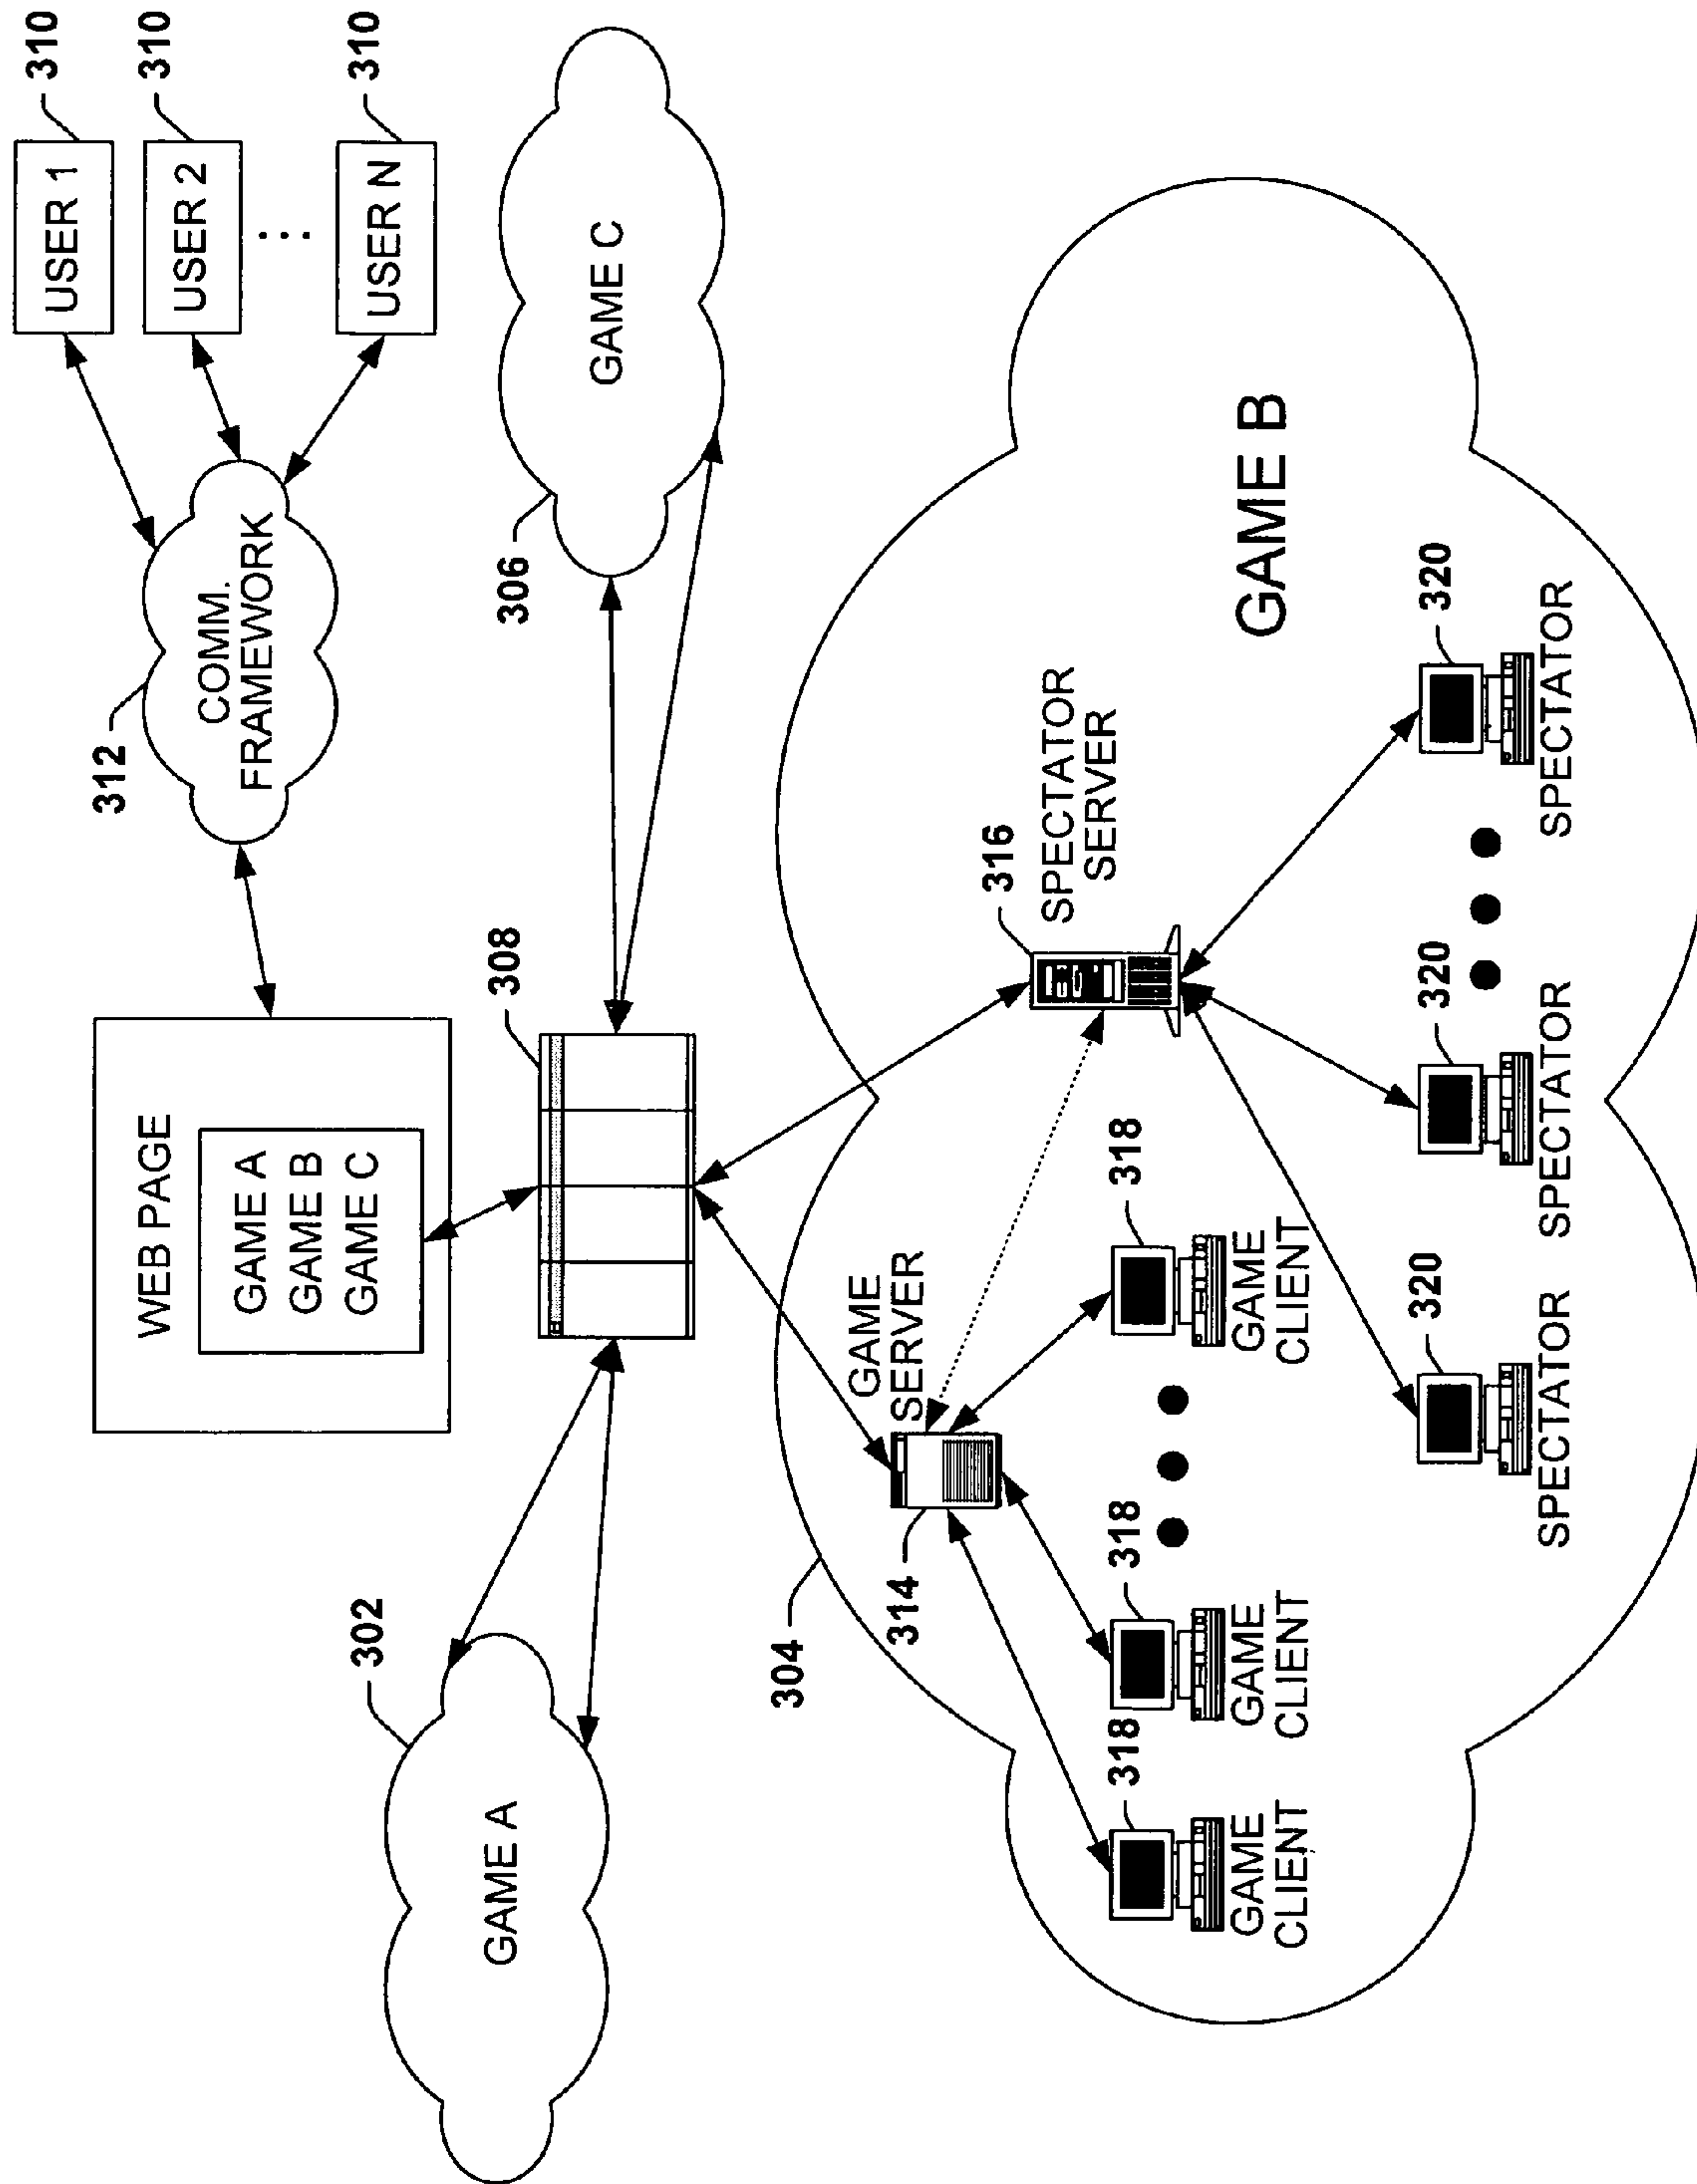 310
310
310
USER 1
USER 2
...
USER N
312
COMM.
FRAMEWORK
WEB PAGE
GAME A
GAME B
GAME C
308
302
GAME A
306
GAME C
304
GAME B
GAME
SERVER
314
316
SPECTATOR
SERVER
318
318
318
GAME
CLIENT
GAME
CLIENT
GAME
CLIENT
320
320
320
SPECTATOR
SPECTATOR
SPECTATOR